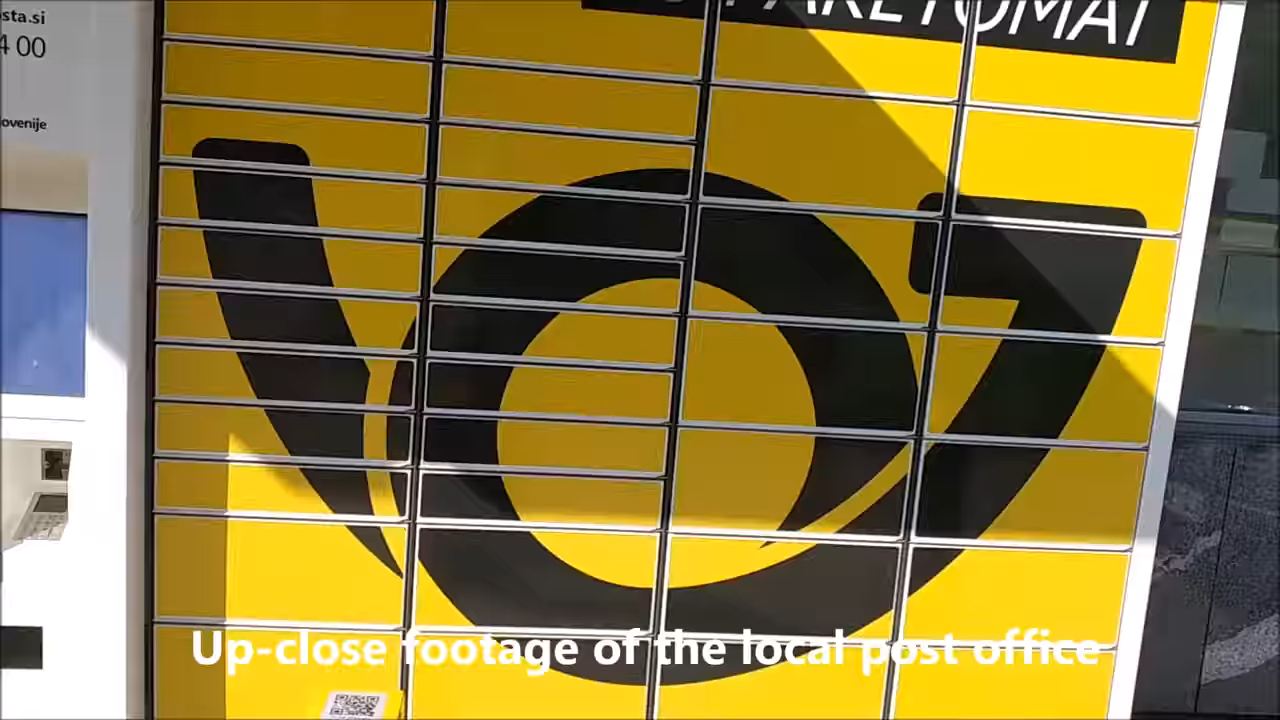 sta.si
4 00
ovenije
PAKETOMAT
Up-close footage of the local post office